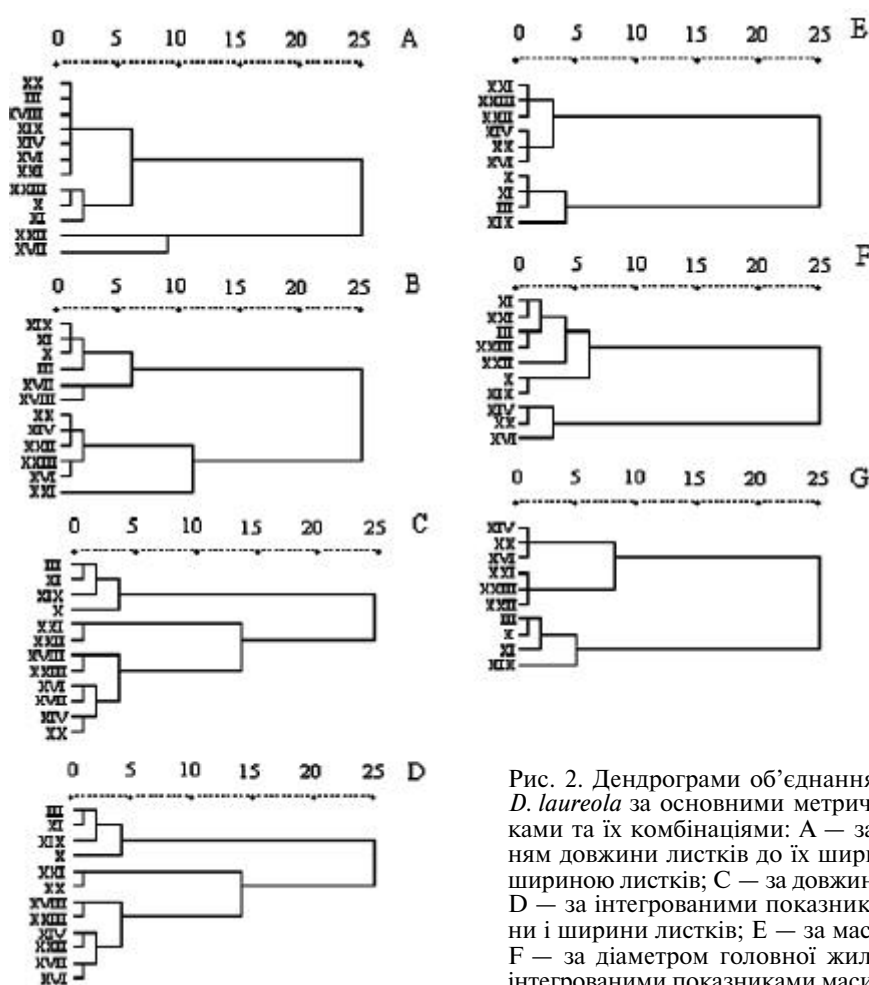 0 5 10 15 20 25 A
XX
III
XVIII
XIX
XIV
XVI
XXI
XXIII
X
XI
XXII
XVII
0 5 10 15 20 25 B
XIX
XI
X
III
XVII
XVIII
XX
XIV
XXII
XXIII
XVI
XXI
0 5 10 15 20 25 C
III
XI
XIX
X
XXI
XXII
XVIII
XXIII
XVI
XVII
XIV
XX
0 5 10 15 20 25 D
III
XI
XIX
X
XXI
XX
XVIII
XXIII
XIV
XXII
XVII
XVI
0 5 10 15 20 25 E
XXI
XXIII
XXII
XIV
XX
XVI
X
XI
III
XIX
0 5 10 15 20 25 F
XI
XXI
III
XXIII
XXII
X
XIX
XIV
XX
XVI
0 5 10 15 20 25 G
XIV
XX
XVI
XXI
XXIII
XXII
III
X
XI
XIX
Рис. 2. Дендрограми об’єднання
D. laureola за основними метрич
ками та їх комбінаціями: А — за
ням довжини листків до їх шири
шириною листків; С — за довжин
D — за інтегрованими показник
ни і ширини листків; Е — за мас
F — за діаметром головної жил
інтегрованими показниками маси